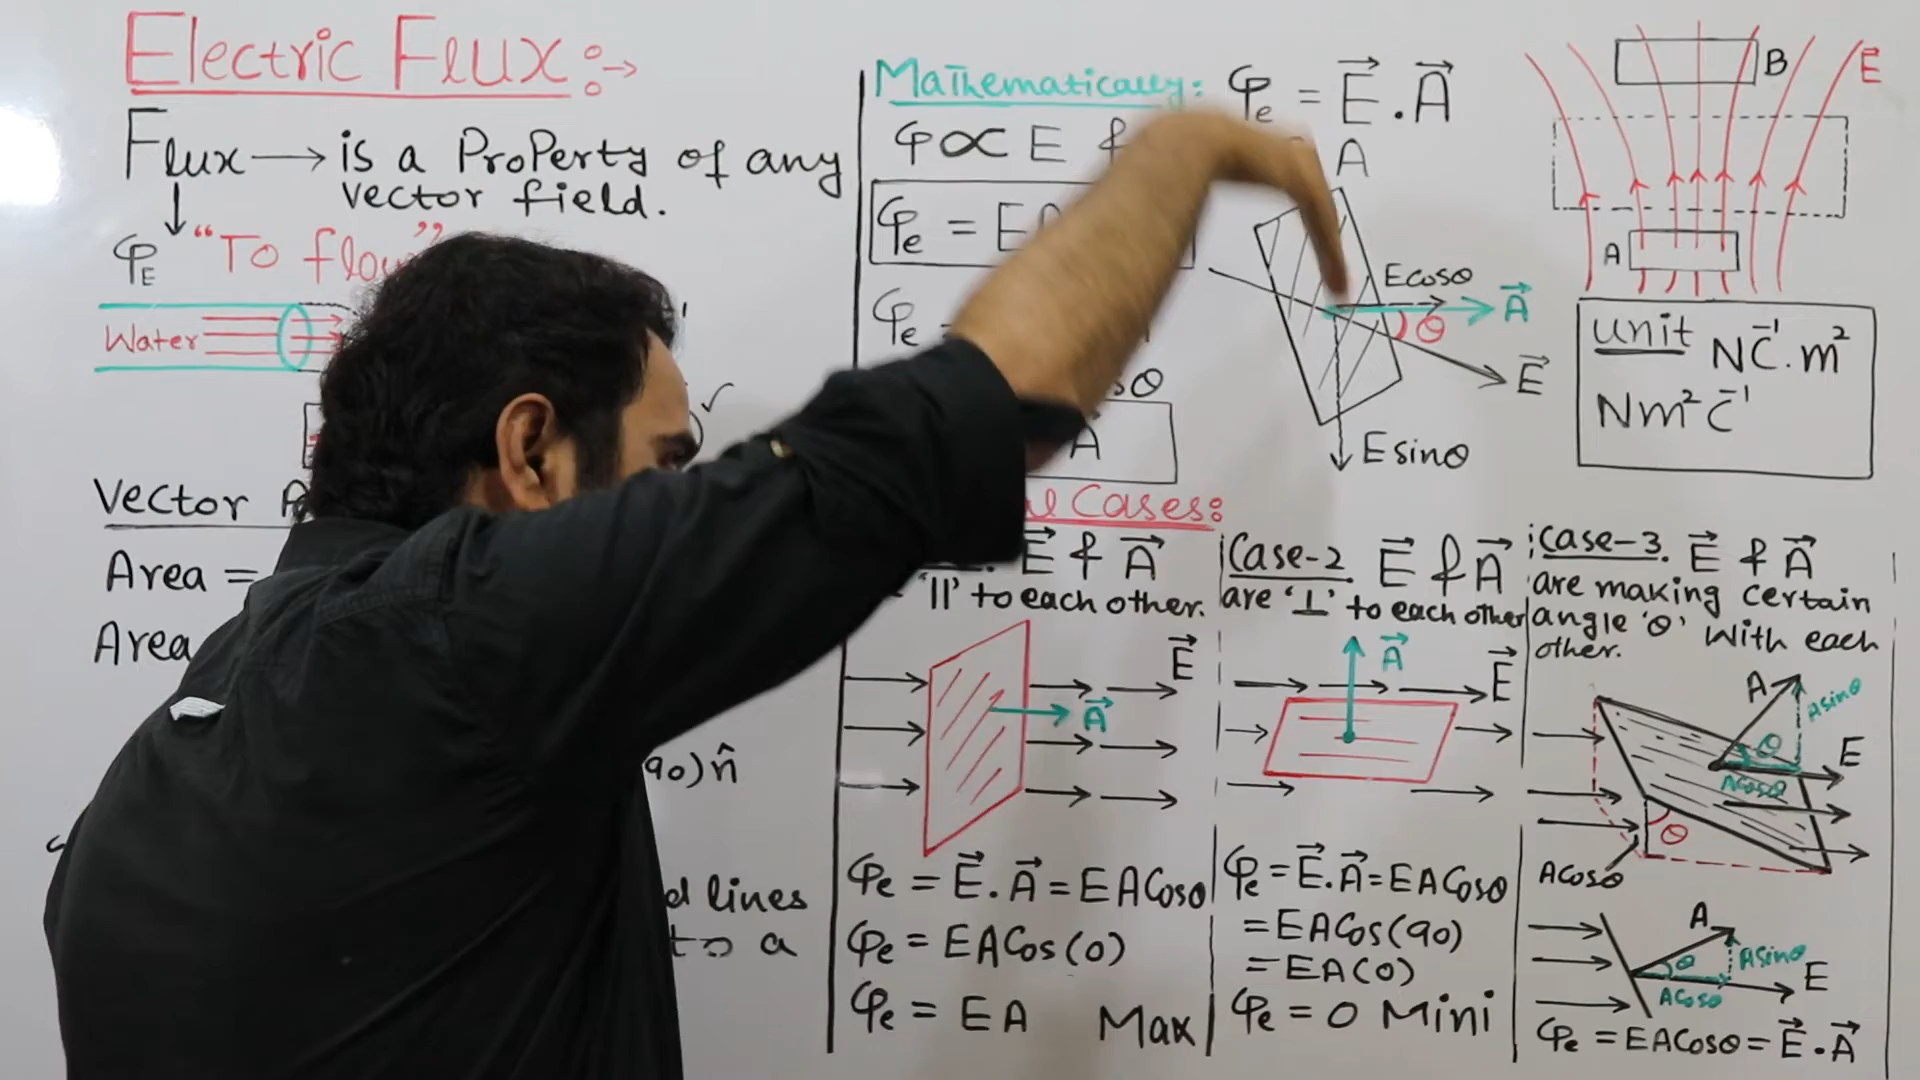 Electric Flux :→
Flux → is a Property of any
vector field.
φE "To flow"
Water
Vector
Area =
Area
90) n̂
d lines
to a
Mathematically: φe = E⃗ . A⃗
φ ∝ E &
A
φe = E
φe
osθ
A⃗
Ecosθ
A⃗
θ
E⃗
E sinθ
B
E⃗
A
unit NC⁻¹.m²
Nm²C⁻¹
Cases:
E⃗ & A⃗
'||' to each other.
E⃗
A⃗
φe = E⃗.A⃗ = EACosθ
φe = EACos(0)
φe = EA Max
Case-2. E⃗ & A⃗
are '⊥' to each other
A⃗
E⃗
φe = E⃗.A⃗ = EACosθ
= EACos(90)
= EA(0)
φe = 0 Mini
Case-3. E⃗ & A⃗
are making certain
angle 'θ' with each
other.
A
Asinθ
θ
E
Acosθ
θ
Acosθ
A
Asinθ
θ
E
Acosθ
φe = EACosθ = E⃗.A⃗